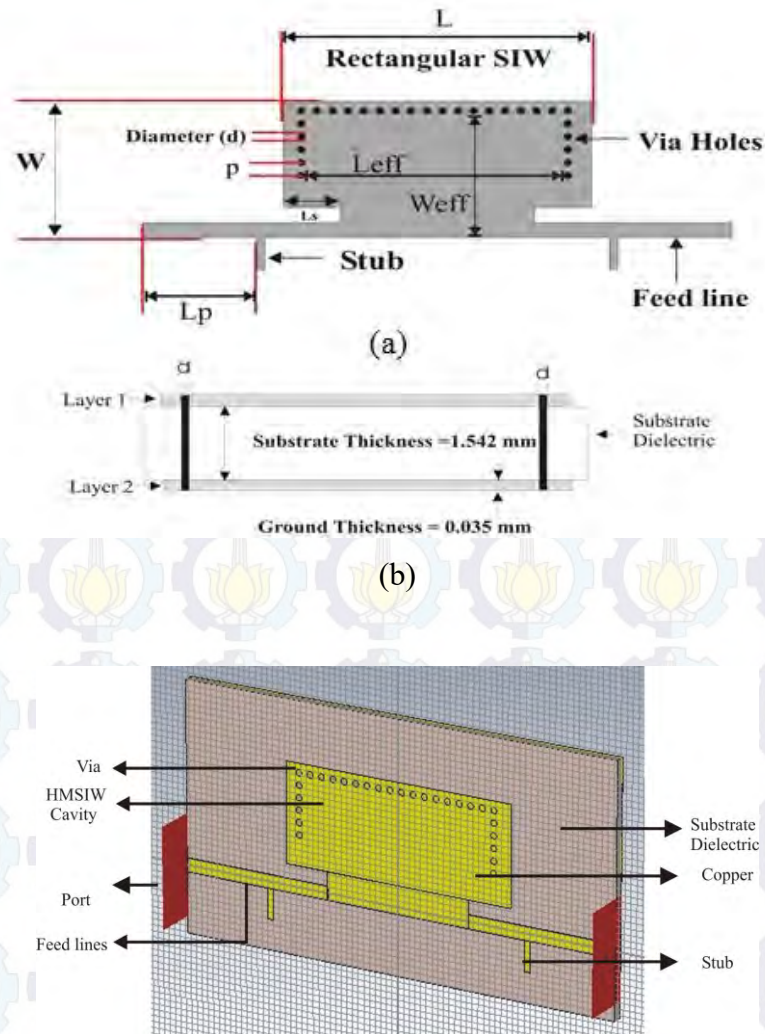 L
Rectangular SIW
Diameter (d)
Via Holes
W
p
Leff
Weff
Ls
Stub
Feed line
Lp
(a)
d
d
Layer 1
Substrate Thickness =1.542 mm
Substrate
Dielectric
Layer 2
Ground Thickness = 0.035 mm
(b)
Via
HMSIW
Cavity
Substrate
Dielectric
Copper
Port
Feed lines
Stub